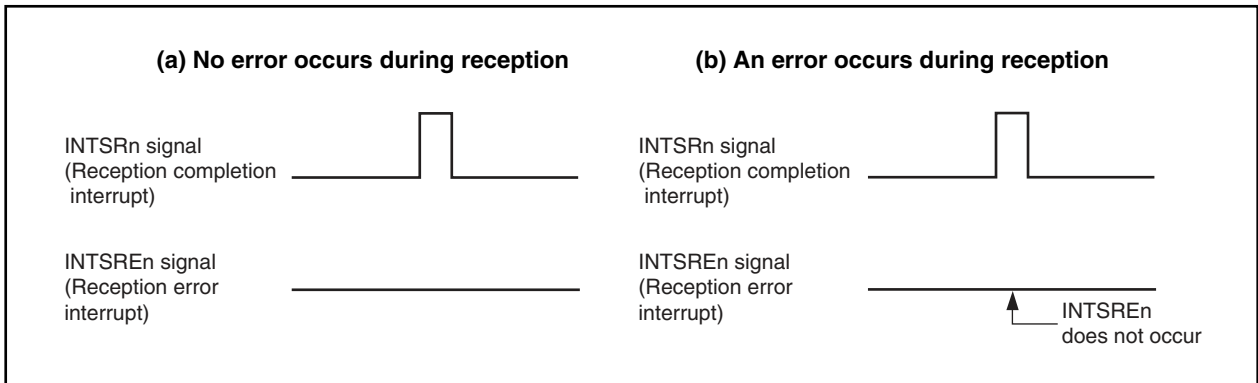 (a) No error occurs during reception
INTSRn signal
(Reception completion
interrupt)
INTSREn signal
(Reception error
interrupt)
(b) An error occurs during reception
INTSRn signal
(Reception completion
interrupt)
INTSREn signal
(Reception error
interrupt)
INTSREn
does not occur